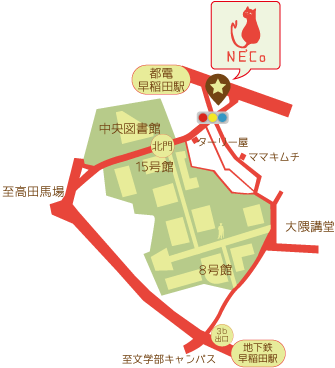 NECo
都電
早稲田駅
中央図書館
北門
ターリー屋
ママキムチ
15号館
至高田馬場
大隈講堂
8号館
3b
出口
地下鉄
早稲田駅
至文学部キャンパス